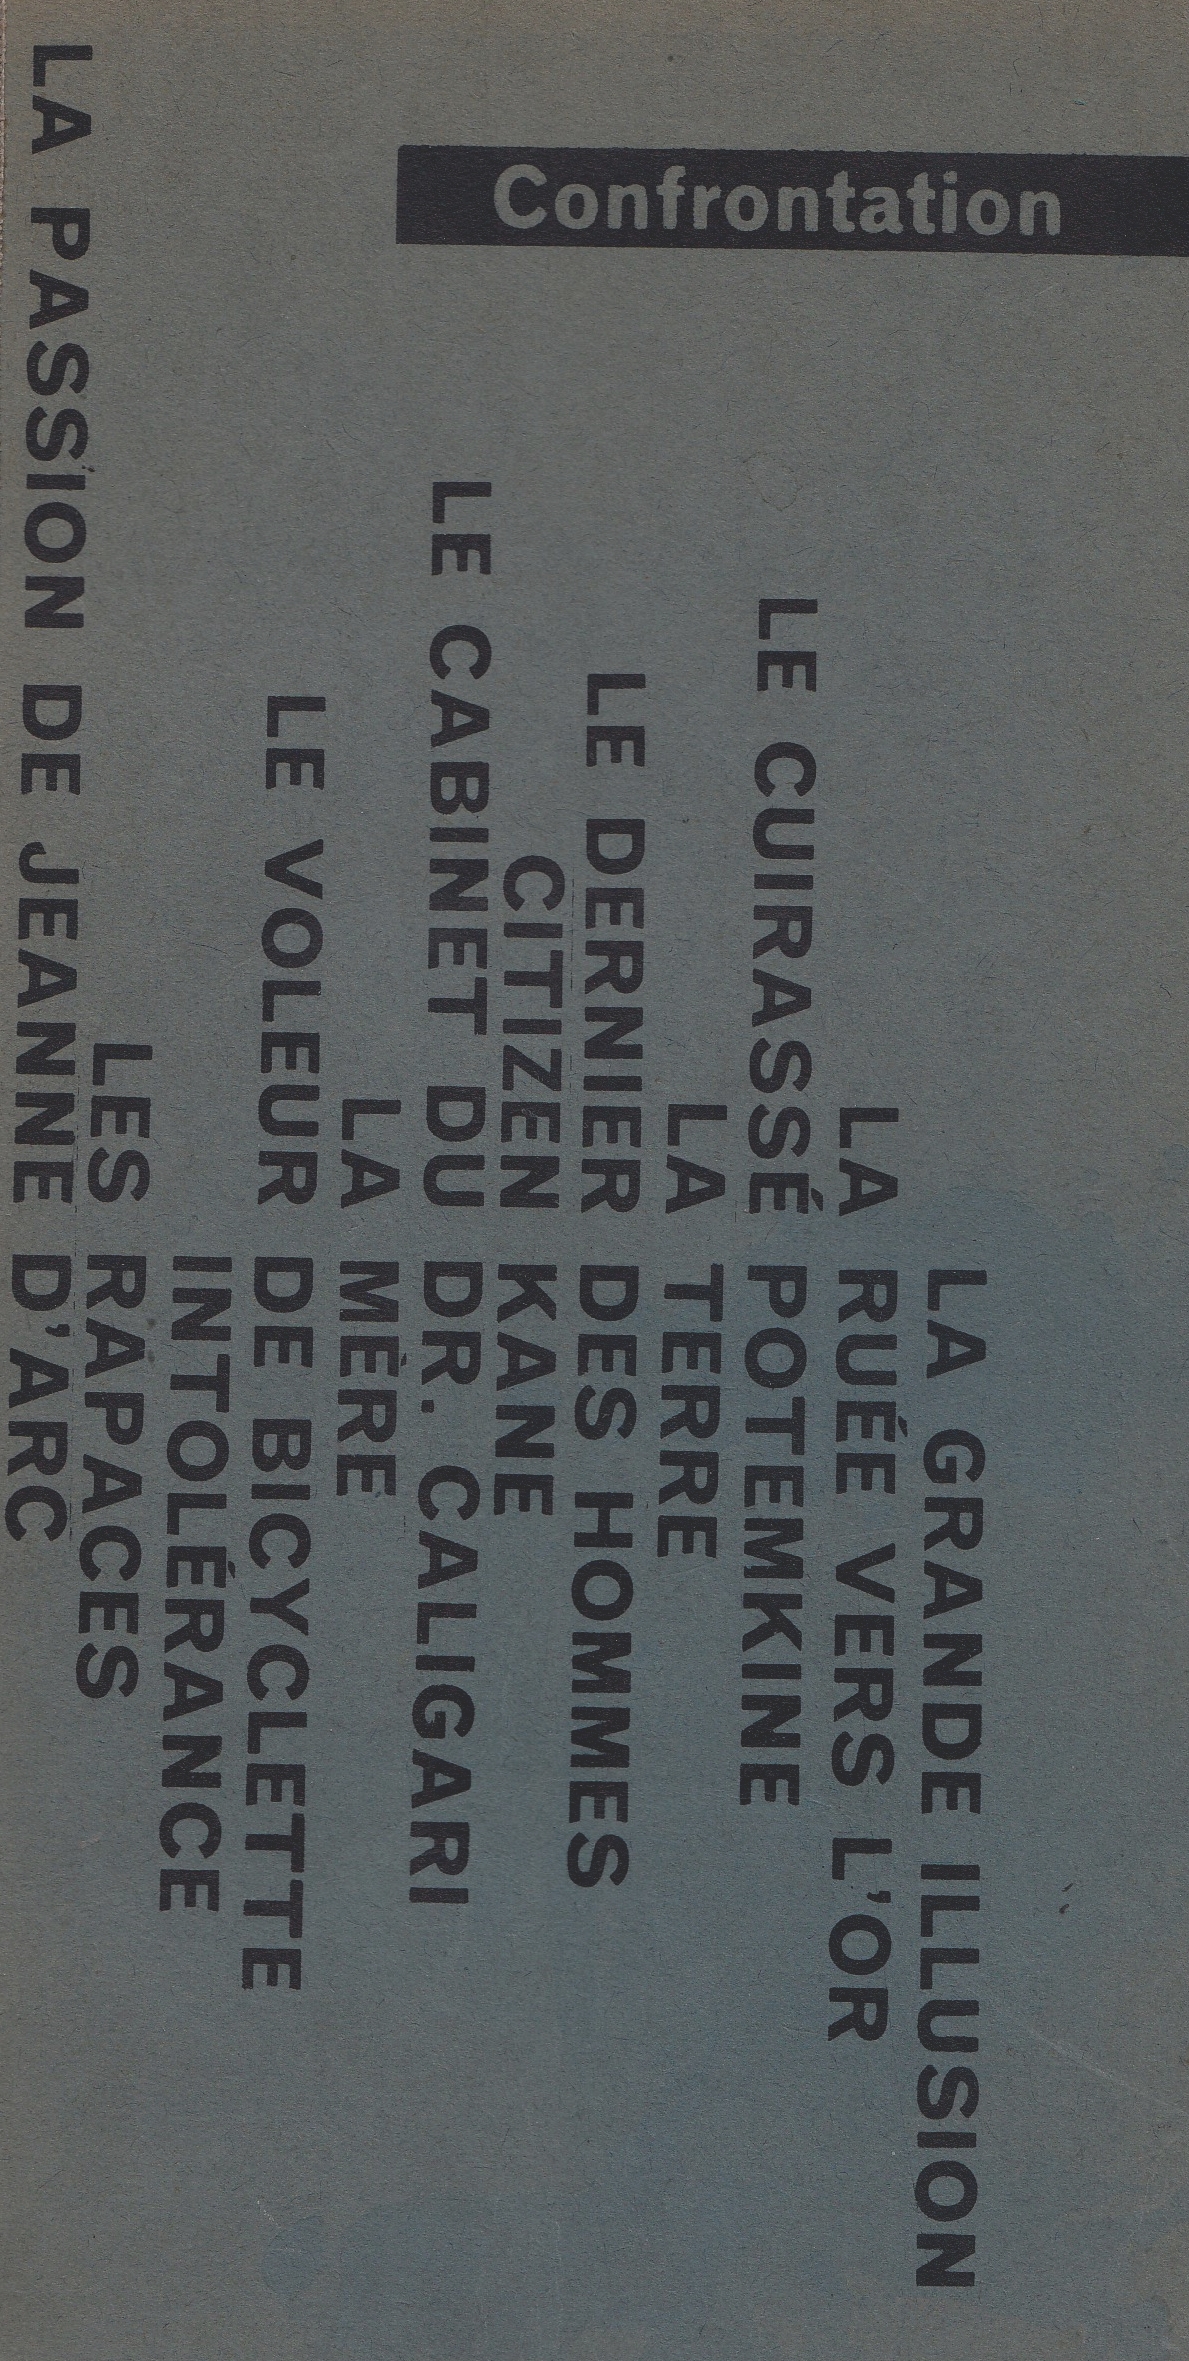 Confrontation
LA GRANDE ILLUSION
LA RUÉE VERS L'OR
LE CUIRASSÉ POTEMKINE
LA TERRE
LE DERNIER DES HOMMES
CITIZEN KANE
LE CABINET DU DR. CALIGARI
LA MÈRE
LE VOLEUR DE BICYCLETTE
INTOLÉRANCE
LES RAPACES
LA PASSION DE JEANNE D'ARC